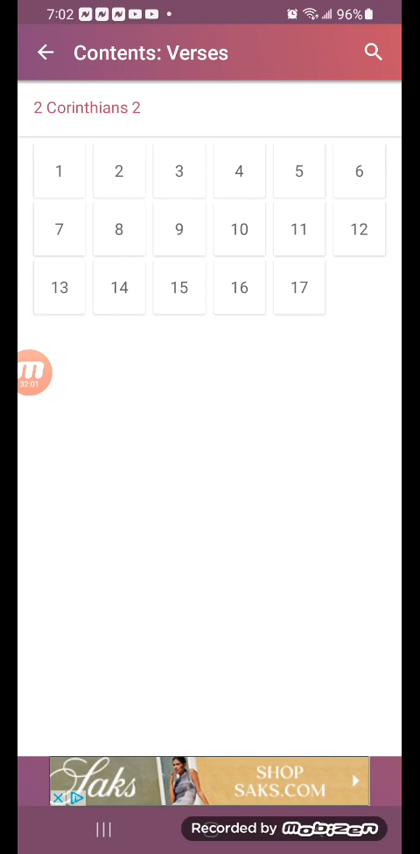 7:02 96%
Contents: Verses
2 Corinthians 2
1 2 3 4 5 6
7 8 9 10 11 12
13 14 15 16 17
32:01
Saks
SHOP
SAKS.COM
Recorded by mobizen